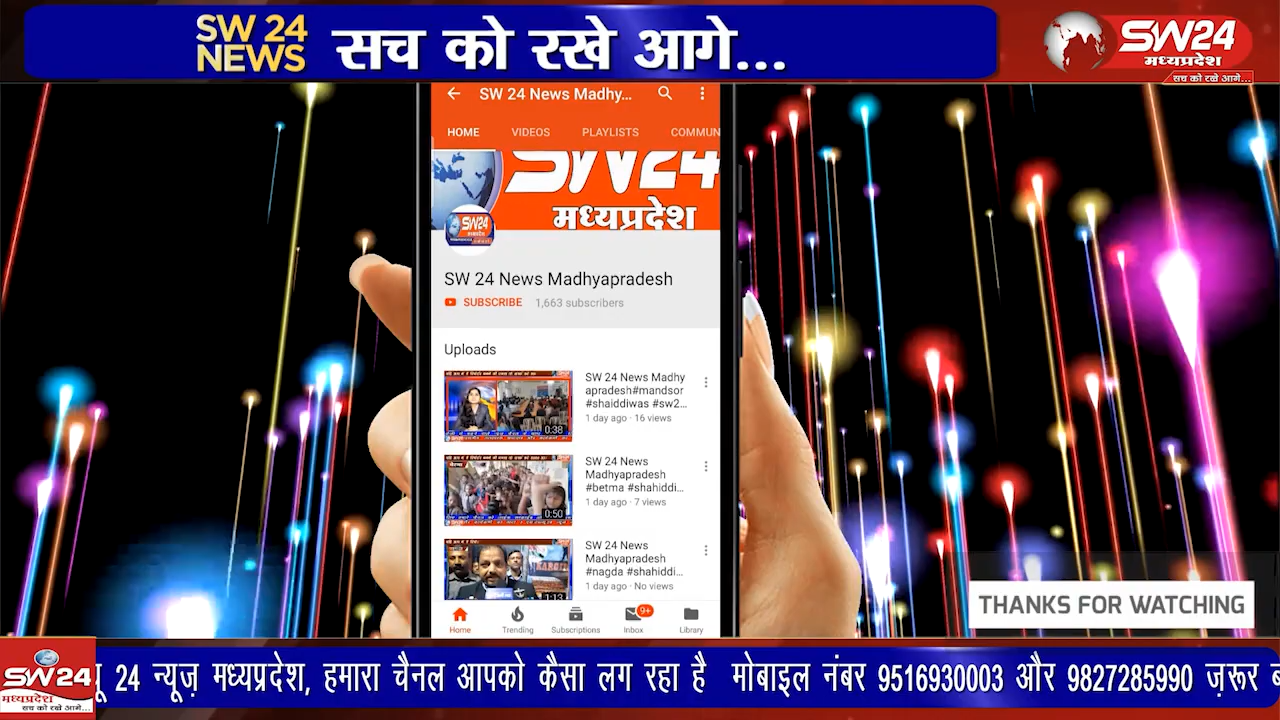 SW 24
NEWS
सच को रखे आगे...
SW24
मध्यप्रदेश
सच को रखे आगे...
SW 24 News Madhy...
HOME VIDEOS PLAYLISTS COMMUN
SW24
मध्यप्रदेश
SW24
SW 24 News Madhyapradesh
SUBSCRIBE 1,663 subscribers
Uploads
SW 24 News Madhy
apradesh#mandsor
#shaiddiwas #sw2...
1 day ago · 16 views
0:38
SW 24 News
Madhyapradesh
#betma #shahiddi...
1 day ago · 7 views
0:50
SW 24 News
Madhyapradesh
#nagda #shahiddi...
1 day ago · No views
1:13
9+
Home Trending Subscriptions Inbox Library
THANKS FOR WATCHING
SW24
मध्यप्रदेश
सच को रखे आगे...
24 न्यूज़ मध्यप्रदेश, हमारा चैनल आपको कैसा लग रहा है मोबाइल नंबर 9516930003 और 9827285990 ज़रूर